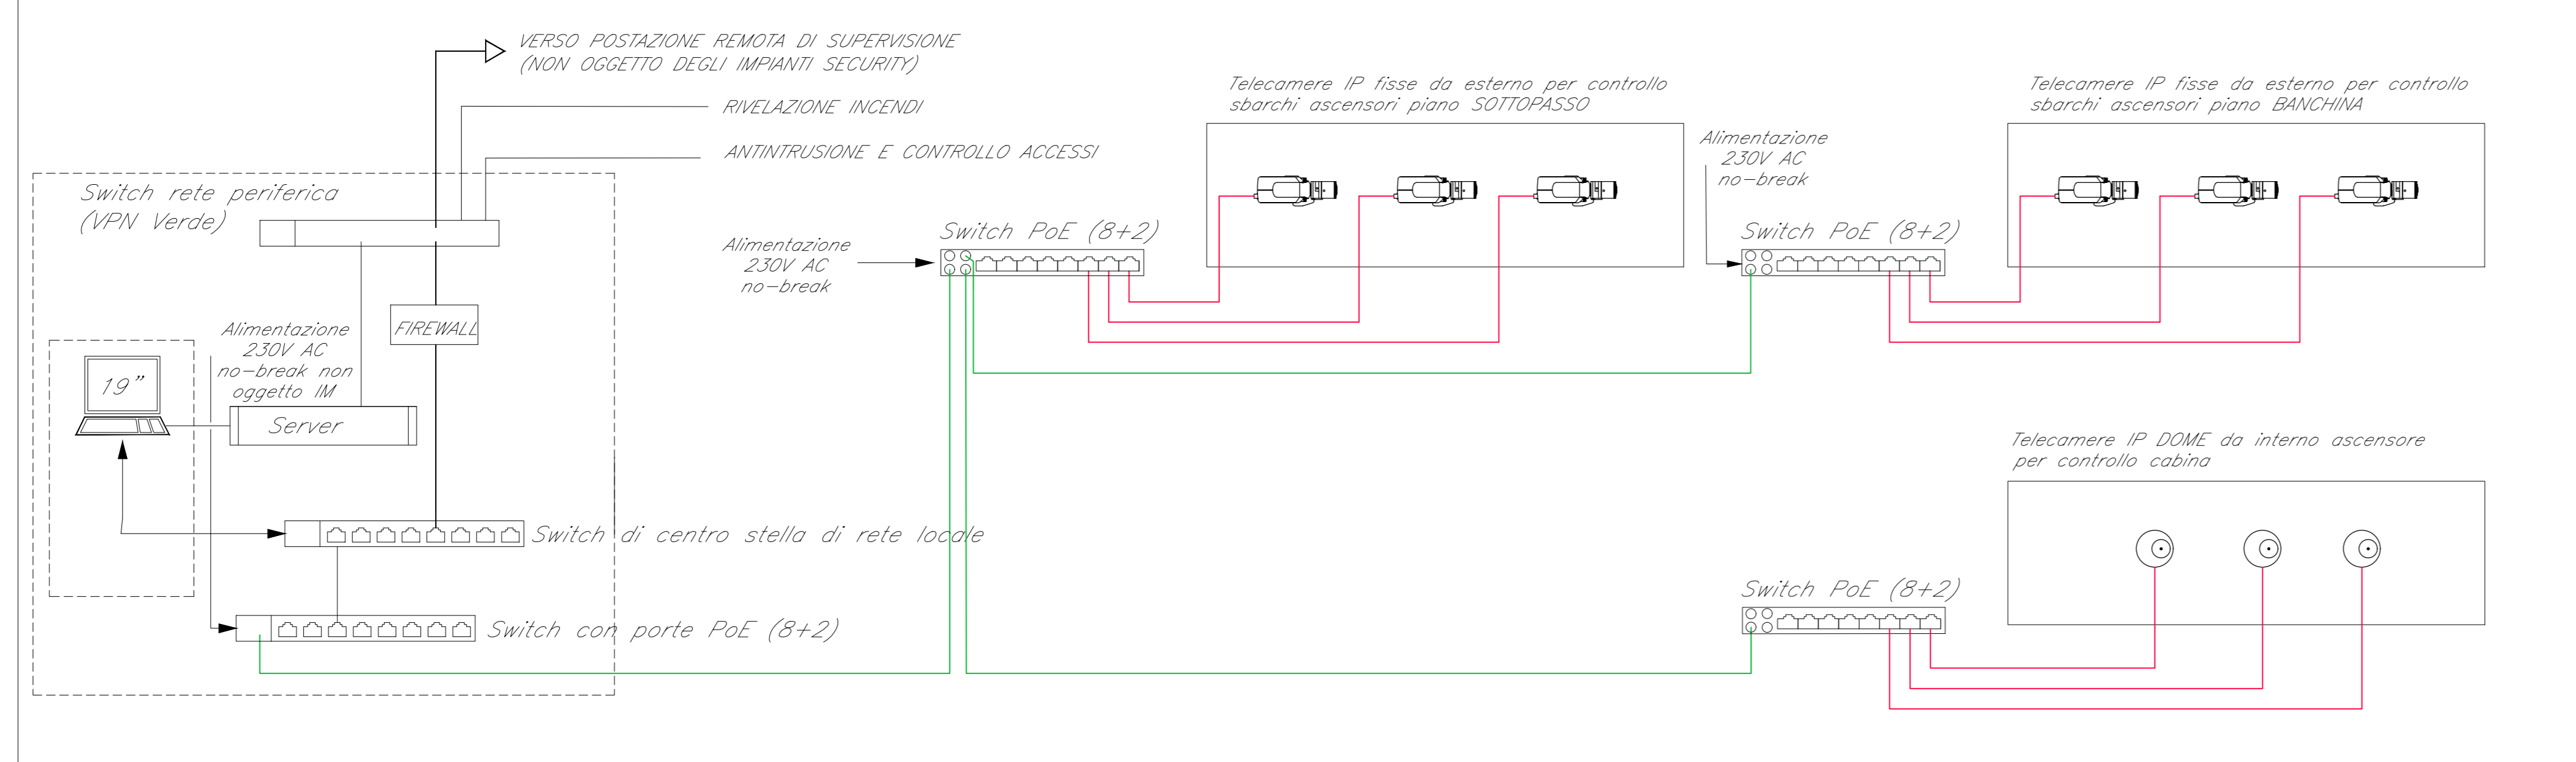 VERSO POSTAZIONE REMOTA DI SUPERVISIONE
(NON OGGETTO DEGLI IMPIANTI SECURITY)
RIVELAZIONE INCENDI
ANTINTRUSIONE E CONTROLLO ACCESSI
Switch rete periferica
(VPN Verde)
FIREWALL
Alimentazione
230V AC
no-break non
oggetto IM
19"
Server
Switch di centro stella di rete locale
Switch con porte PoE (8+2)
Alimentazione
230V AC
no-break
Switch PoE (8+2)
Telecamere IP fisse da esterno per controllo
sbarchi ascensori piano SOTTOPASSO
Alimentazione
230V AC
no-break
Switch PoE (8+2)
Telecamere IP fisse da esterno per controllo
sbarchi ascensori piano BANCHINA
Telecamere IP DOME da interno ascensore
per controllo cabina
Switch PoE (8+2)